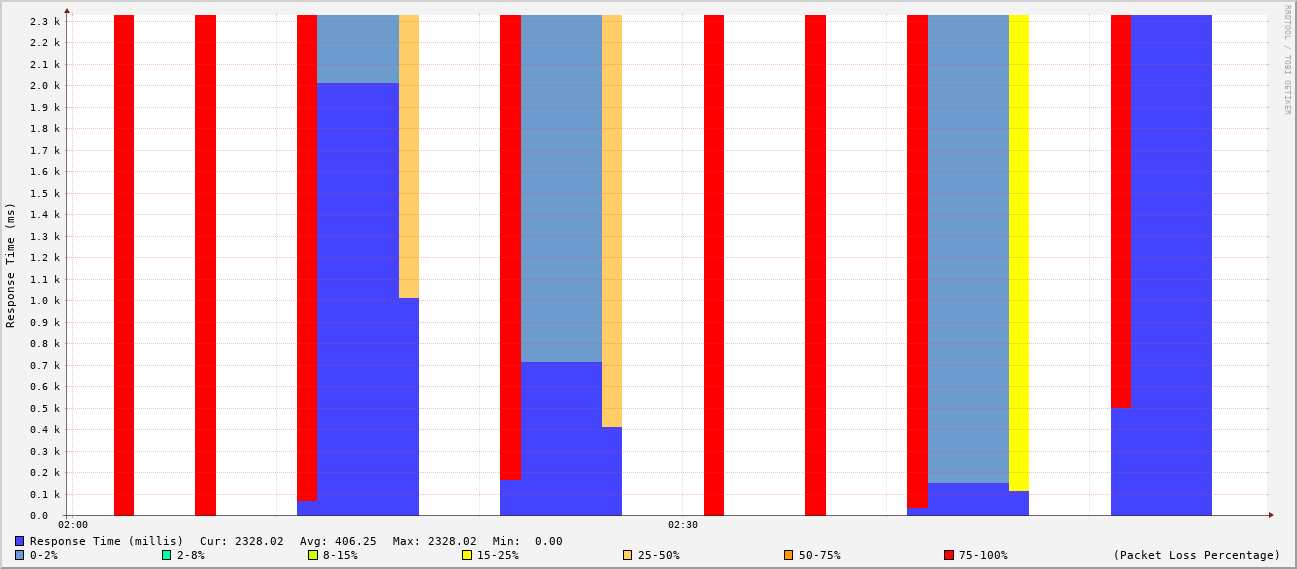 RRDTOOL / TOBI OETIKER
Response Time (ms)
2.3 k
2.2 k
2.1 k
2.0 k
1.9 k
1.8 k
1.7 k
1.6 k
1.5 k
1.4 k
1.3 k
1.2 k
1.1 k
1.0 k
0.9 k
0.8 k
0.7 k
0.6 k
0.5 k
0.4 k
0.3 k
0.2 k
0.1 k
0.0
02:00 02:30
Response Time (millis) Cur: 2328.02 Avg: 406.25 Max: 2328.02 Min: 0.00
0-2% 2-8% 8-15% 15-25% 25-50% 50-75% 75-100% (Packet Loss Percentage)